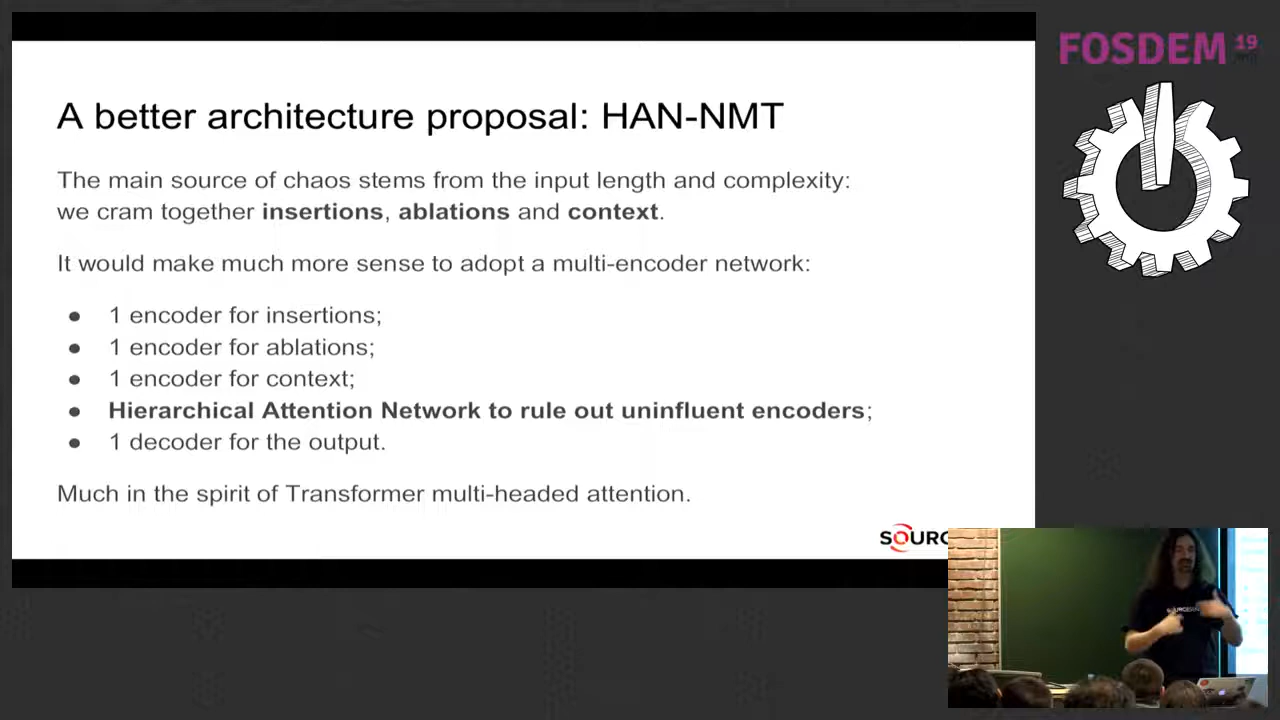 A better architecture proposal: HAN-NMT
The main source of chaos stems from the input length and complexity:
we cram together insertions, ablations and context.
It would make much more sense to adopt a multi-encoder network:
● 1 encoder for insertions;
● 1 encoder for ablations;
● 1 encoder for context;
● Hierarchical Attention Network to rule out uninfluent encoders;
● 1 decoder for the output.
Much in the spirit of Transformer multi-headed attention.
SOURC
FOSDEM 19